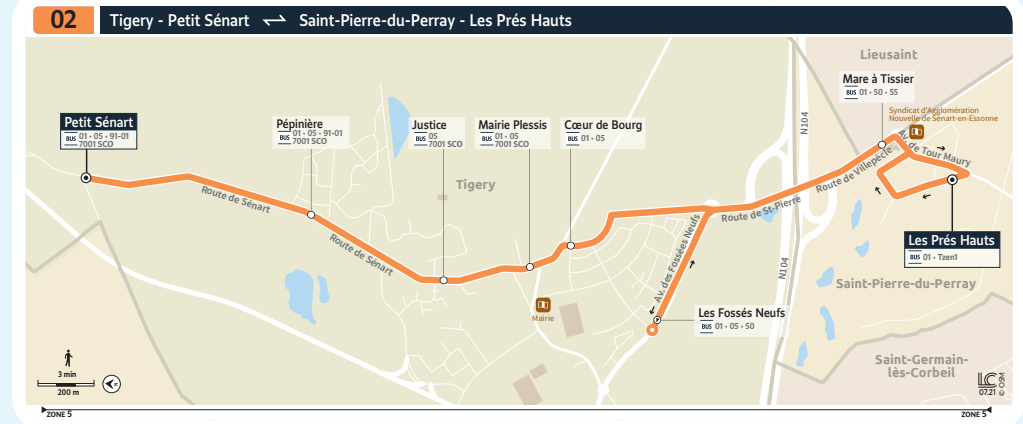 02
Tigery - Petit Sénart ⇌ Saint-Pierre-du-Perray - Les Prés Hauts
Lieusaint
Mare à Tissier
BUS 01 • 50 • 55
Syndicat d'Agglomération
Nouvelle de Sénart-en-Essonne
Petit Sénart
BUS 01 • 05 • 91-01
7001 SCO
Pépinière
BUS 01 • 05 • 91-01
7001 SCO
Justice
BUS 05
7001 SCO
Mairie Plessis
BUS 01 • 05
7001 SCO
Cœur de Bourg
BUS 01 • 05
N104
Av. de Tour Maury
Route de Villepècle
Tigery
Route de Sénart
Route de Sénart
Route de St-Pierre
Av. des Fossées Neufs
N104
Les Prés Hauts
BUS 01 • Tzen1
Saint-Pierre-du-Perray
Mairie
Les Fossés Neufs
BUS 01 • 05 • 50
Saint-Germain-
lès-Corbeil
3 min
200 m
LC
07.21
© OSM
ZONE 5
ZONE 5